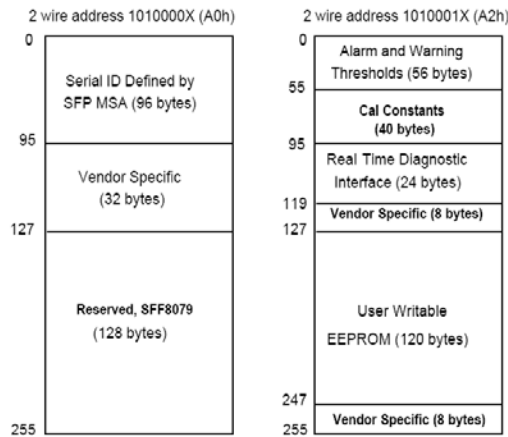 2 wire address 1010000X (A0h)
0
Serial ID Defined by
SFP MSA (96 bytes)
95
Vendor Specific
(32 bytes)
127
Reserved, SFF8079
(128 bytes)
255
2 wire address 1010001X (A2h)
0
Alarm and Warning
Thresholds (56 bytes)
55
Cal Constants
(40 bytes)
95
Real Time Diagnostic
Interface (24 bytes)
119
Vendor Specific (8 bytes)
127
User Writable
EEPROM (120 bytes)
247
Vendor Specific (8 bytes)
255